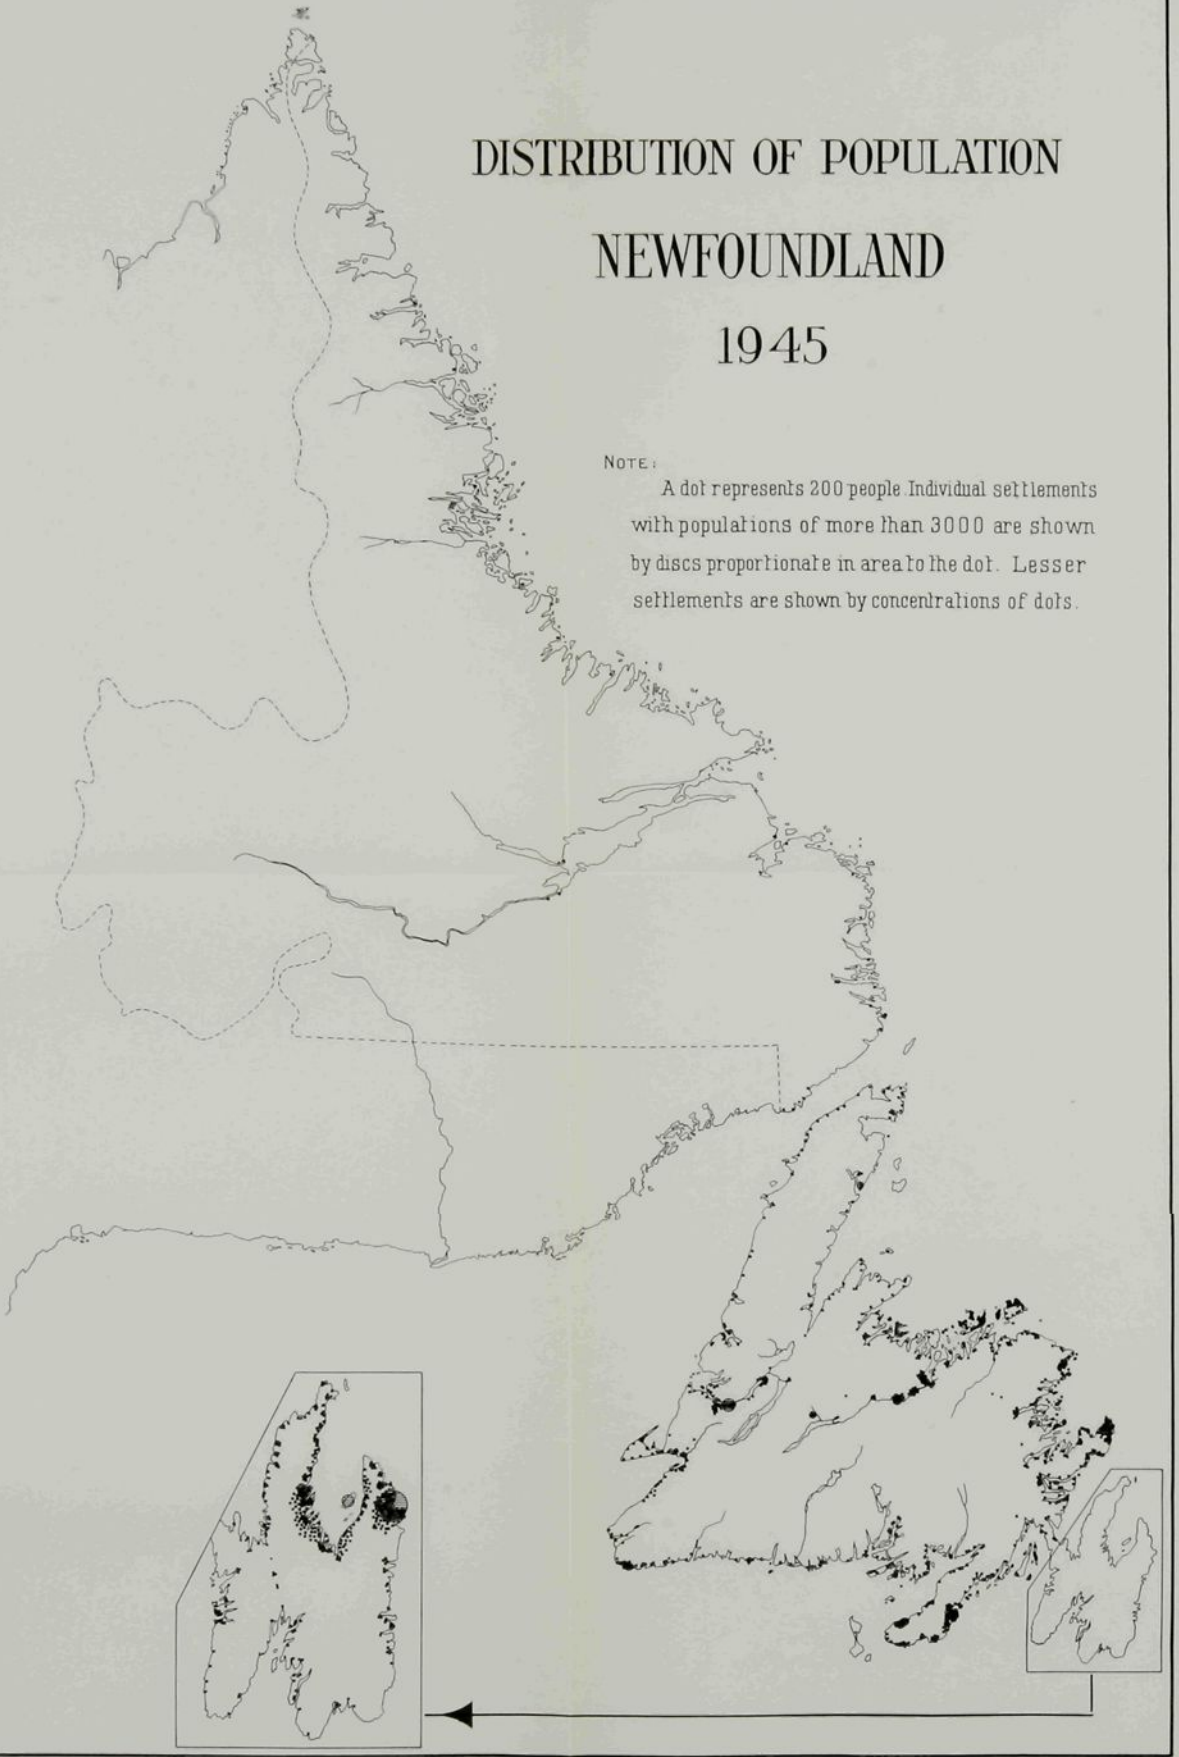 DISTRIBUTION OF POPULATION
NEWFOUNDLAND
1945
NOTE:
A dot represents 200 people. Individual settlements
with populations of more than 3000 are shown
by discs proportionate in area to the dot. Lesser
settlements are shown by concentrations of dots.